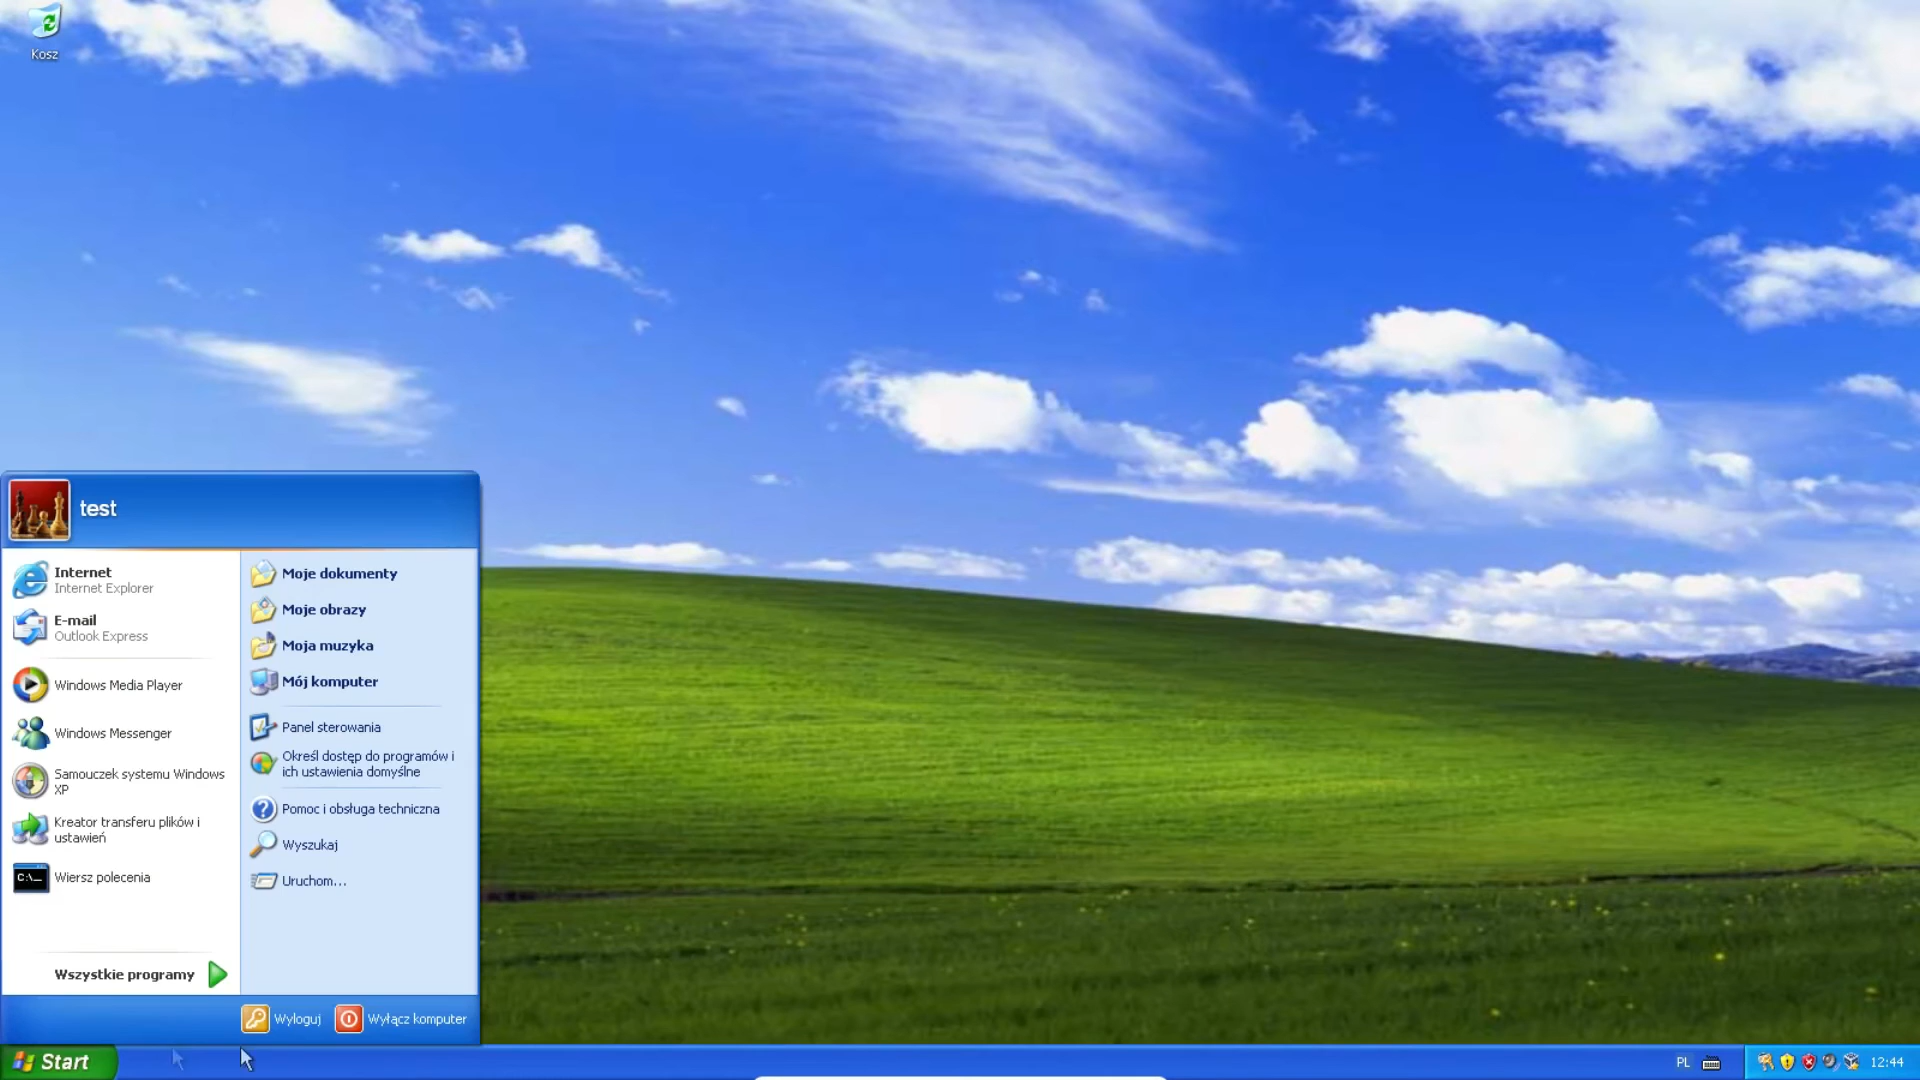 Kosz
test
Internet
Internet Explorer
E-mail
Outlook Express
Windows Media Player
Windows Messenger
Samouczek systemu Windows
XP
Kreator transferu plików i
ustawień
C:\_
Wiersz polecenia
Wszystkie programy
Moje dokumenty
Moje obrazy
Moja muzyka
Mój komputer
Panel sterowania
Określ dostęp do programów i
ich ustawienia domyślne
Pomoc i obsługa techniczna
Wyszukaj
Uruchom...
Wyloguj
Wyłącz komputer
Start
PL
12:44